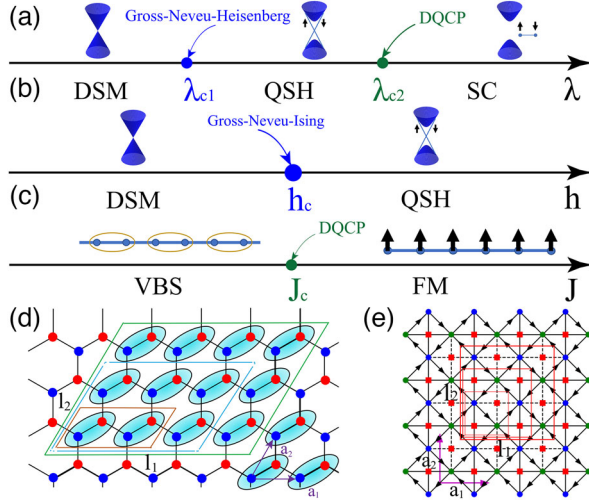 (a)
Gross-Neveu-Heisenberg
DQCP
DSM
λc1
QSH
λc2
SC
λ
(b)
Gross-Neveu-Ising
DSM
hc
QSH
h
(c)
DQCP
VBS
Jc
FM
J
(d)
l2
l1
a2
a1
(e)
l2
l1
a2
a1